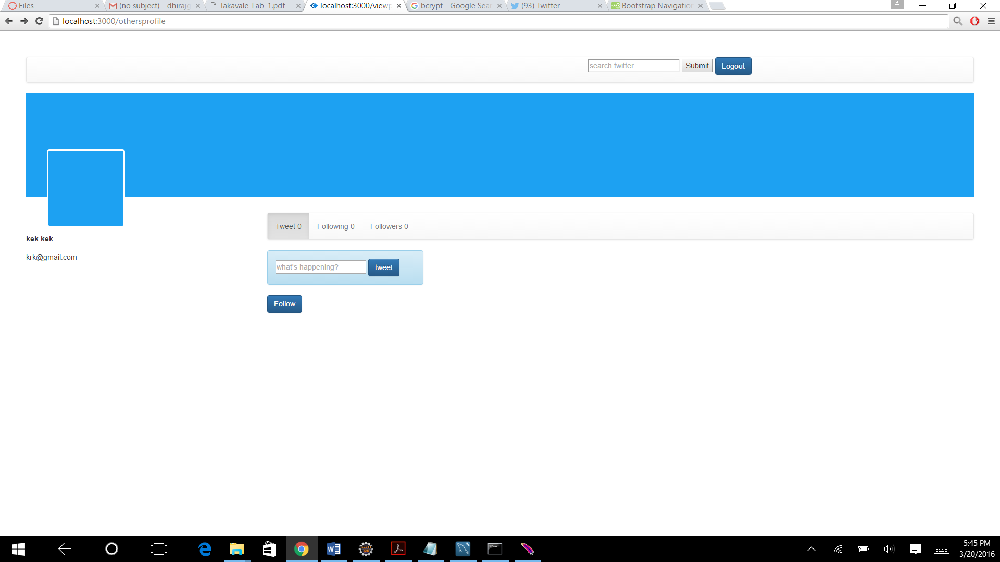 Files
(no subject) - dhirajg
Takavale_Lab_1.pdf
localhost:3000/viewp
bcrypt - Google Sear
(93) Twitter
Bootstrap Navigation
localhost:3000/othersprofile
search twitter
Submit
Logout
Tweet 0
Following 0
Followers 0
kek kek
krk@gmail.com
what's happening?
tweet
Follow
5:45 PM
3/20/2016